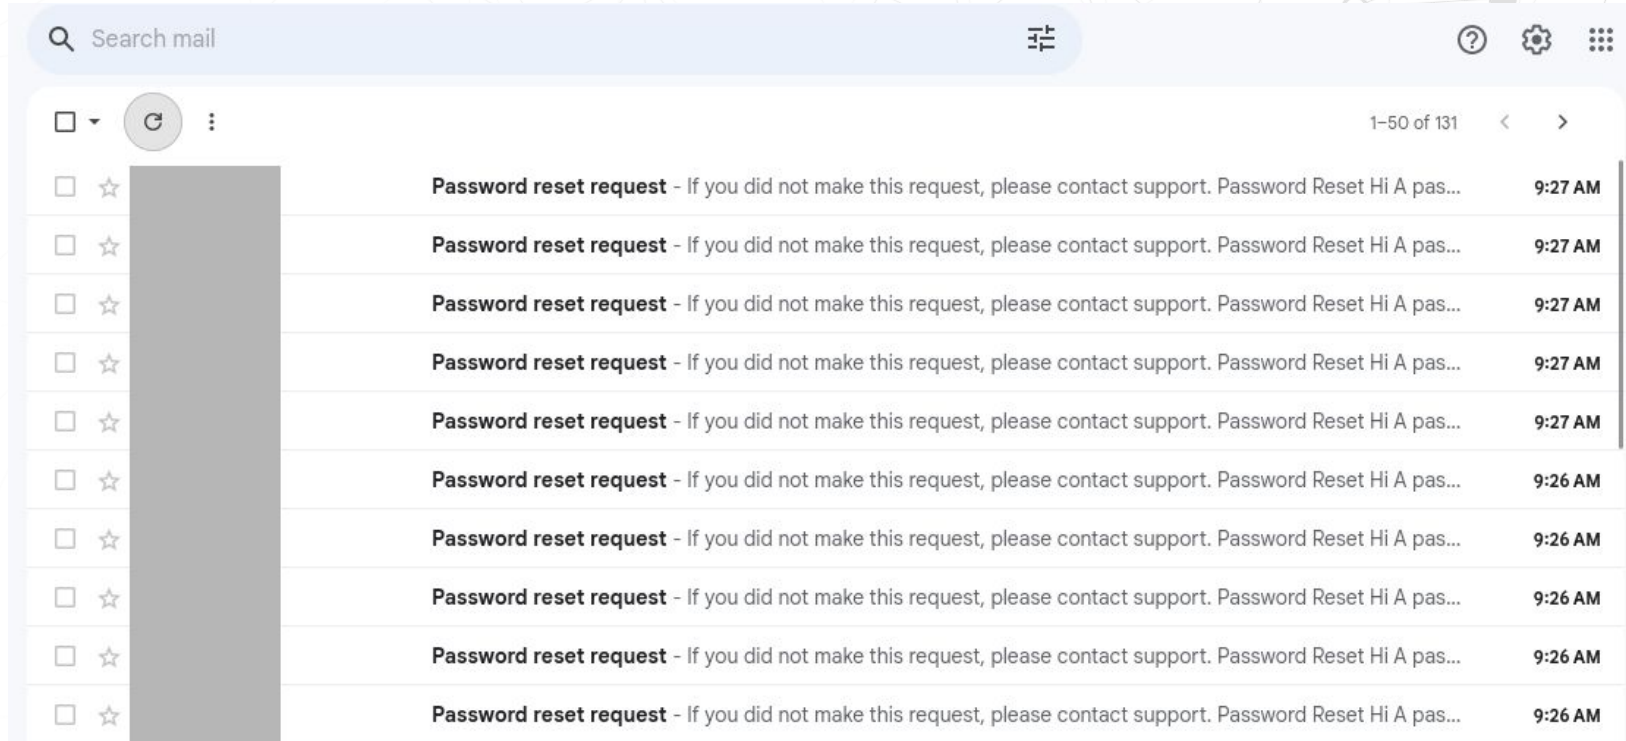 Search mail
1–50 of 131
Password reset request - If you did not make this request, please contact support. Password Reset Hi A pas... 9:27 AM
Password reset request - If you did not make this request, please contact support. Password Reset Hi A pas... 9:27 AM
Password reset request - If you did not make this request, please contact support. Password Reset Hi A pas... 9:27 AM
Password reset request - If you did not make this request, please contact support. Password Reset Hi A pas... 9:27 AM
Password reset request - If you did not make this request, please contact support. Password Reset Hi A pas... 9:27 AM
Password reset request - If you did not make this request, please contact support. Password Reset Hi A pas... 9:26 AM
Password reset request - If you did not make this request, please contact support. Password Reset Hi A pas... 9:26 AM
Password reset request - If you did not make this request, please contact support. Password Reset Hi A pas... 9:26 AM
Password reset request - If you did not make this request, please contact support. Password Reset Hi A pas... 9:26 AM
Password reset request - If you did not make this request, please contact support. Password Reset Hi A pas... 9:26 AM